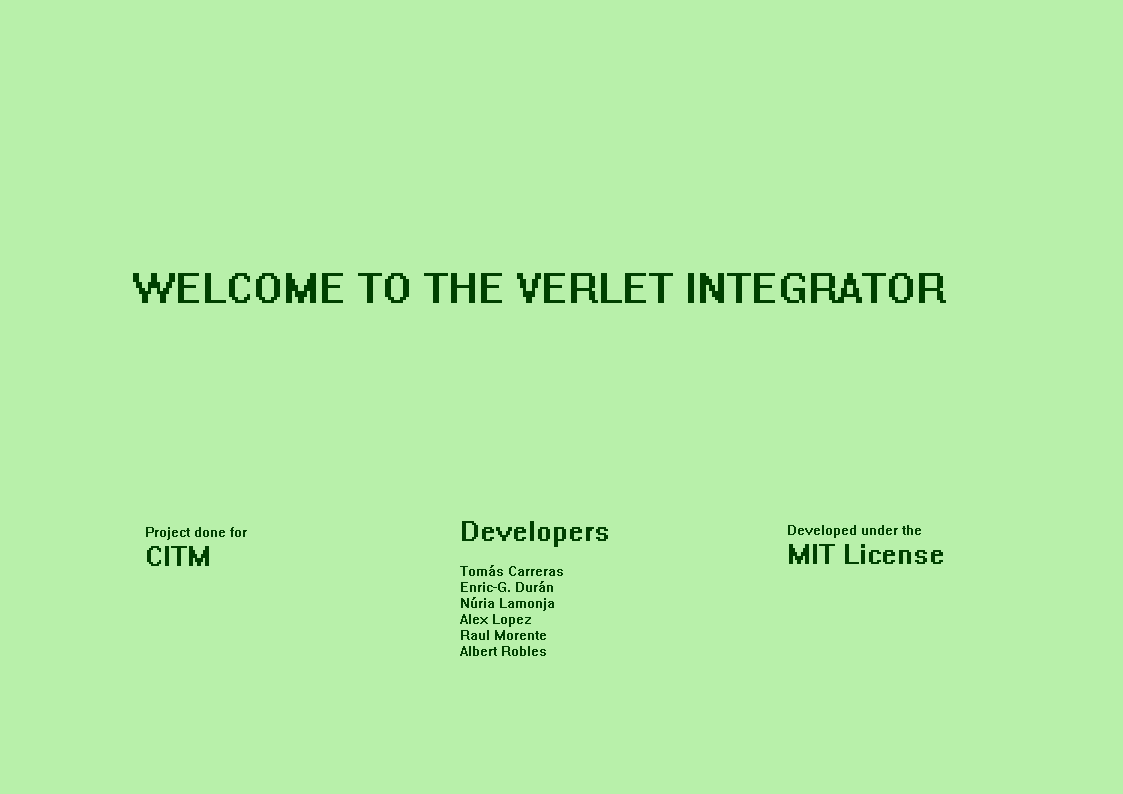 WELCOME TO THE VERLET INTEGRATOR
Project done for
CITM
Developers
Tomás Carreras
Enric-G. Durán
Núria Lamonja
Alex Lopez
Raul Morente
Albert Robles
Developed under the
MIT License